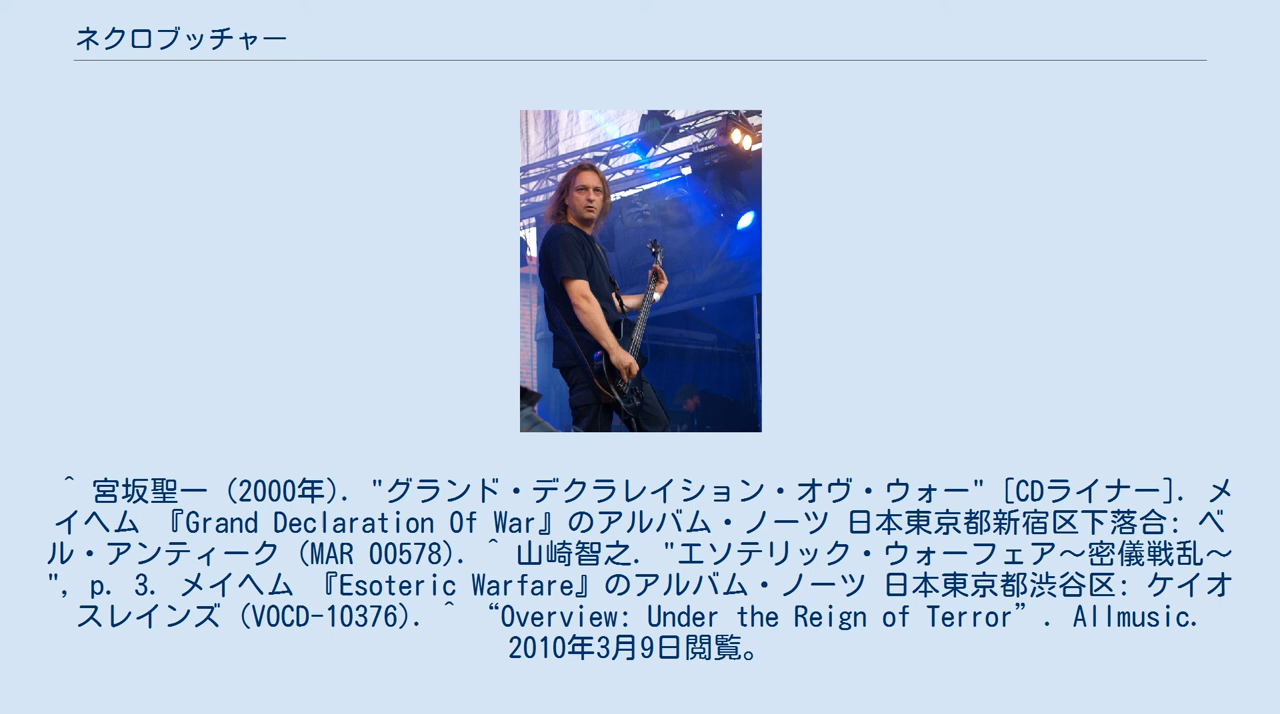 ネクロブッチャー
^ 宮坂聖一 (2000年). "グランド・デクラレイション・オヴ・ウォー" [CDライナー]. メ
イヘム 『Grand Declaration Of War』のアルバム・ノーツ 日本東京都新宿区下落合: ベ
ル・アンティーク (MAR 00578). ^ 山崎智之. "エソテリック・ウォーフェア～密儀戦乱～
", p. 3. メイヘム 『Esoteric Warfare』のアルバム・ノーツ 日本東京都渋谷区: ケイオ
スレインズ (VOCD-10376). ^ “Overview: Under the Reign of Terror”. Allmusic.
2010年3月9日閲覧。